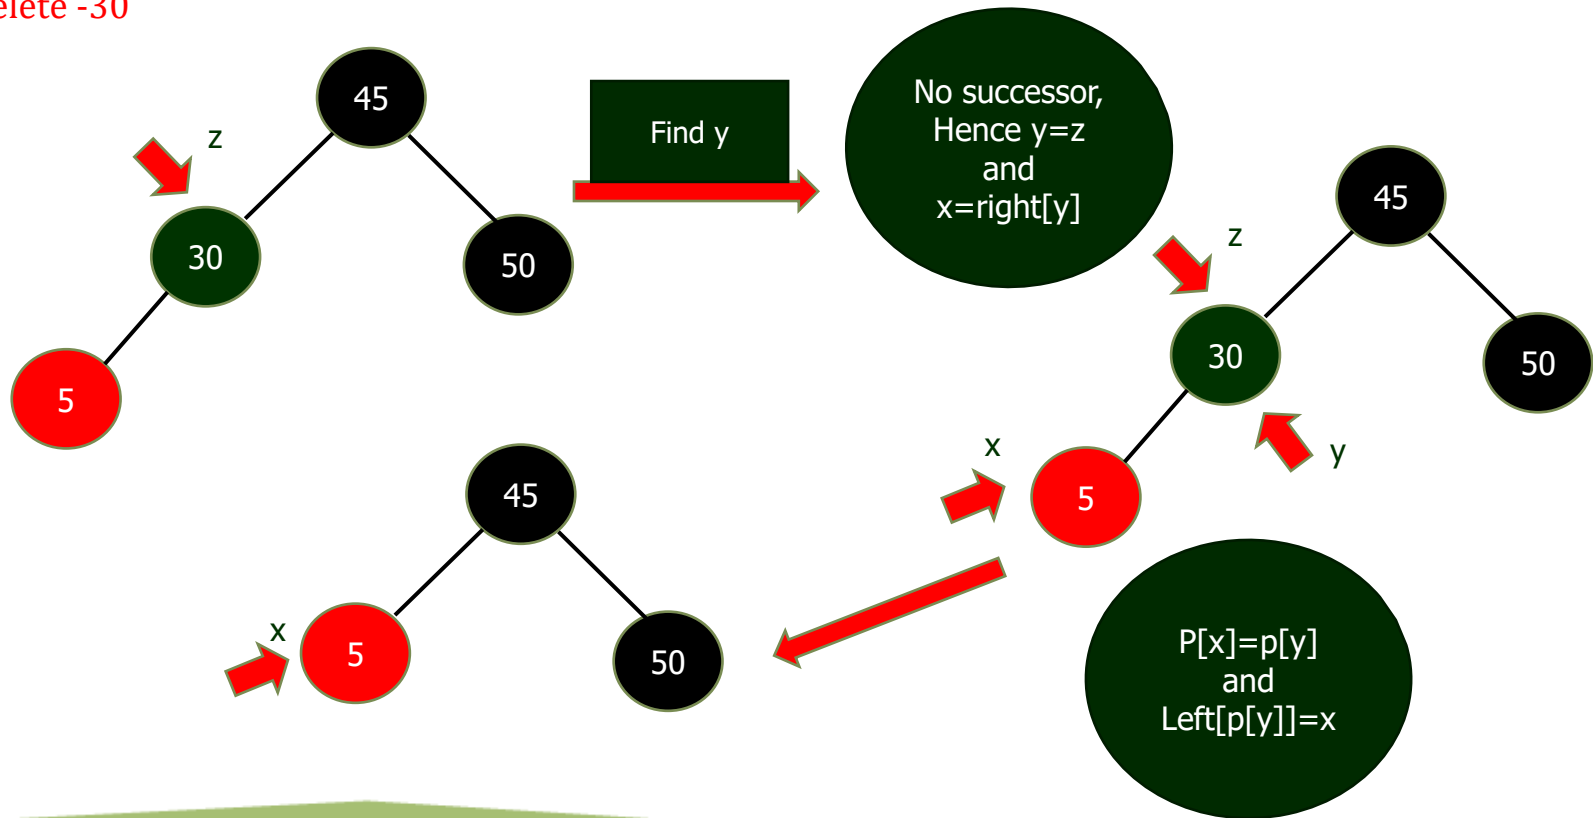 elete -30
45
z
30
50
5
Find y
No successor,
Hence y=z
and
x=right[y]
45
z
30
50
x
y
5
45
x
5
50
P[x]=p[y]
and
Left[p[y]]=x